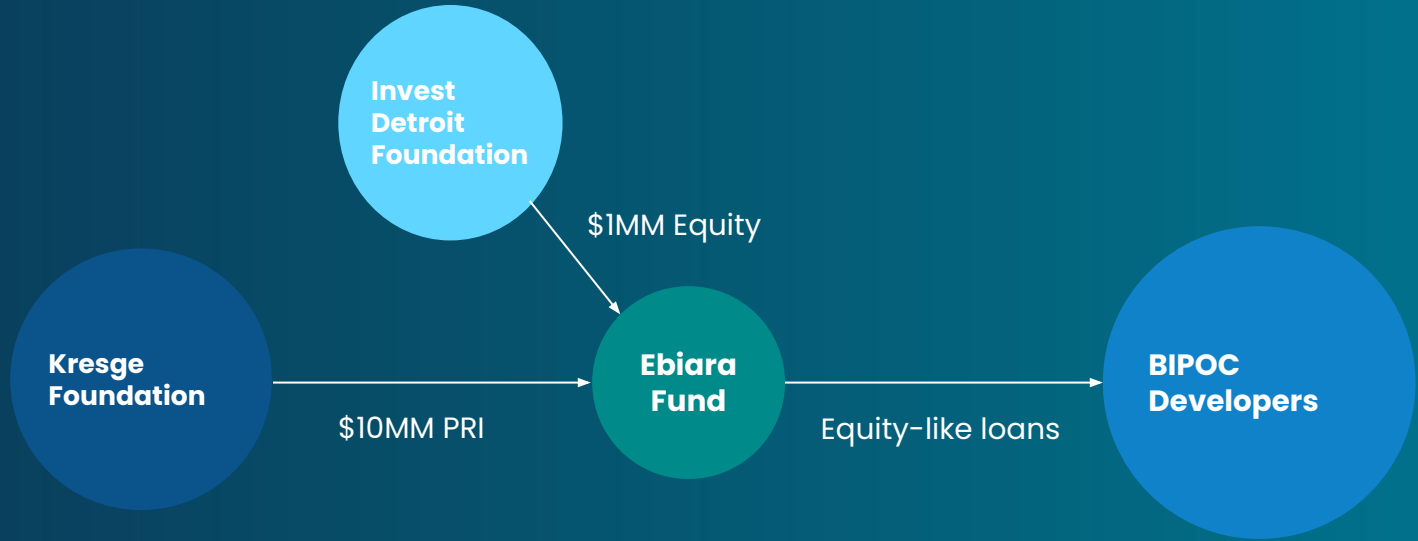 Invest
Detroit
Foundation
$1MM Equity
Kresge
Foundation
$10MM PRI
Ebiara
Fund
Equity-like loans
BIPOC
Developers